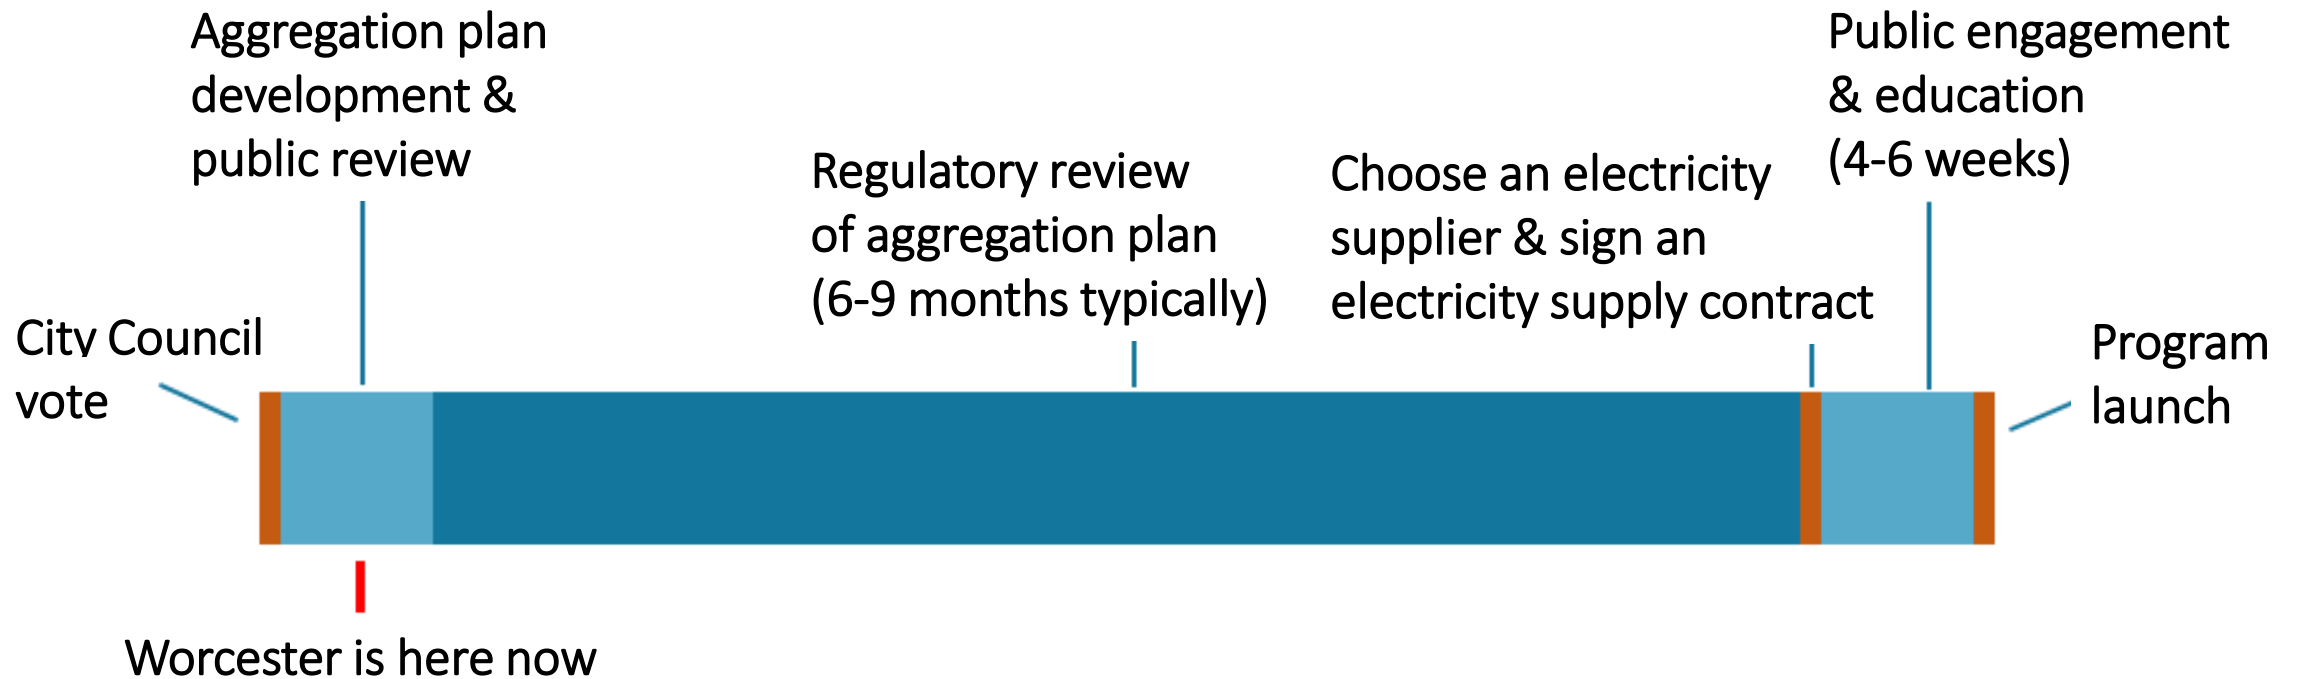 Aggregation plan
development &
public review
Public engagement
& education
(4-6 weeks)
Regulatory review
of aggregation plan
(6-9 months typically)
Choose an electricity
supplier & sign an
electricity supply contract
City Council
vote
Program
launch
Worcester is here now